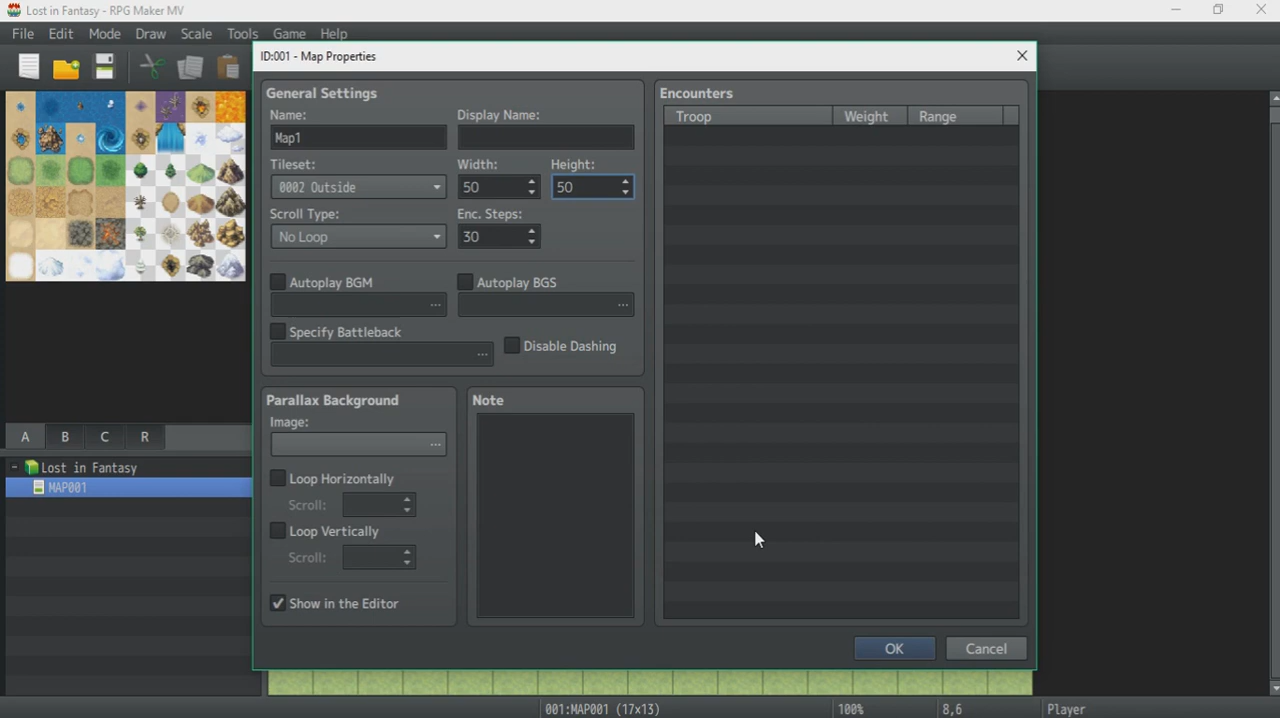 Lost in Fantasy - RPG Maker MV
File Edit Mode Draw Scale Tools Game Help
ID:001 - Map Properties
General Settings
Name: Display Name:
Map1
Tileset: Width: Height:
0002 Outside 50 50
Scroll Type: Enc. Steps:
No Loop 30
Autoplay BGM Autoplay BGS
... ...
Specify Battleback
... Disable Dashing
Parallax Background
Image:
...
Loop Horizontally
Scroll:
Loop Vertically
Scroll:
Show in the Editor
Note
Encounters
Troop Weight Range
OK Cancel
A B C R
Lost in Fantasy
MAP001
001:MAP001 (17x13) 100% 8,6 Player